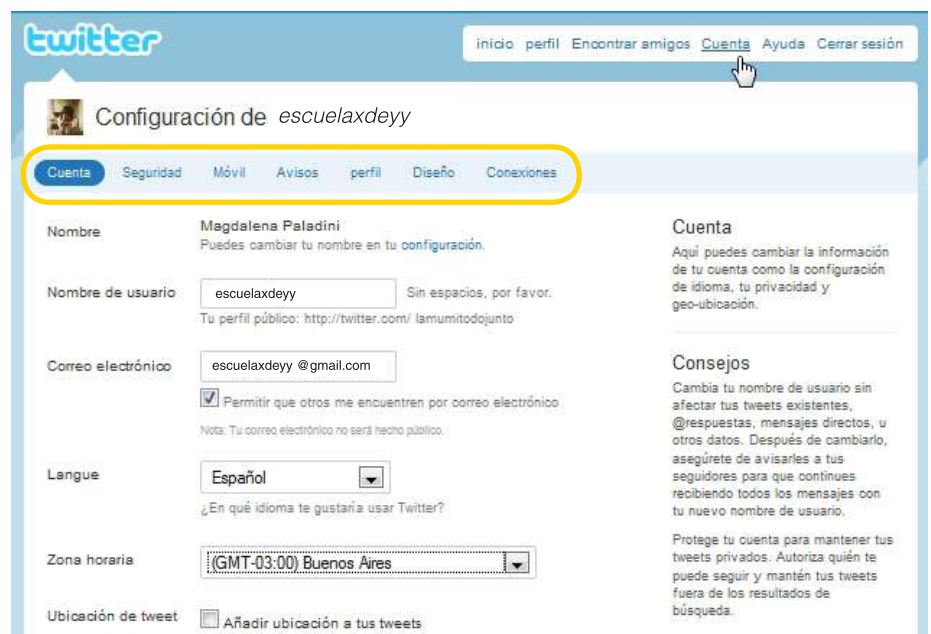 twitter
inicio perfil Encontrar amigos Cuenta Ayuda Cerrar sesión
Configuración de escuelaxdeyy
Cuenta Seguridad Móvil Avisos perfil Diseño Conexiones
Nombre
Magdalena Paladini
Puedes cambiar tu nombre en tu configuración.
Nombre de usuario
escuelaxdeyy
Sin espacios, por favor.
Tu perfil público: http://twitter.com/ lamumitodojunto
Correo electrónico
escuelaxdeyy @gmail.com
Permitir que otros me encuentren por correo electrónico
Nota: Tu correo electrónico no será hecho público.
Langue
Español
¿En qué idioma te gustaría usar Twitter?
Zona horaria
(GMT-03:00) Buenos Aires
Ubicación de tweet
Añadir ubicación a tus tweets
Cuenta
Aquí puedes cambiar la información
de tu cuenta como la configuración
de idioma, tu privacidad y
geo-ubicación.
Consejos
Cambia tu nombre de usuario sin
afectar tus tweets existentes,
@respuestas, mensajes directos, u
otros datos. Después de cambiarlo,
asegúrete de avisarles a tus
seguidores para que continues
recibiendo todos los mensajes con
tu nuevo nombre de usuario.
Protege tu cuenta para mantener tus
tweets privados. Autoriza quién te
puede seguir y mantén tus tweets
fuera de los resultados de
búsqueda.